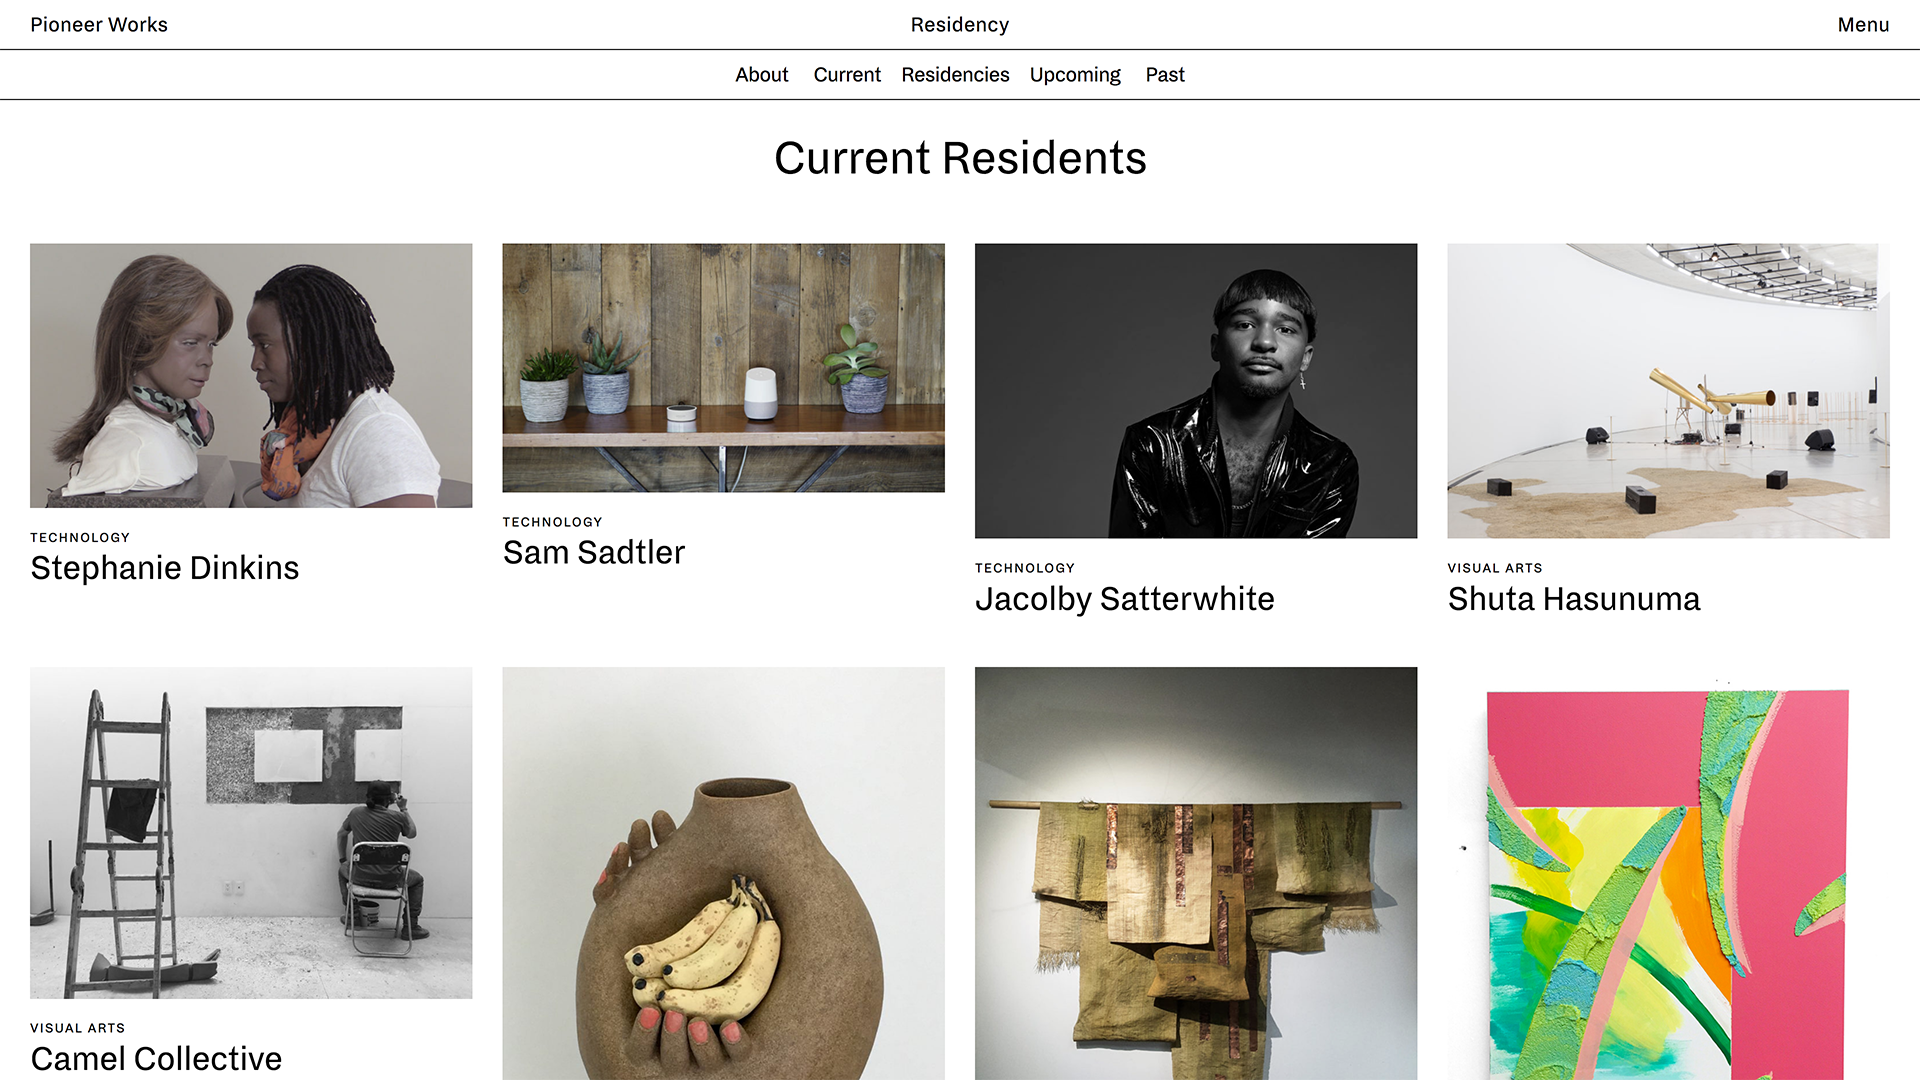 Pioneer Works
Residency
Menu
About
Current
Residencies
Upcoming
Past
Current Residents
TECHNOLOGY
Stephanie Dinkins
TECHNOLOGY
Sam Sadtler
TECHNOLOGY
Jacolby Satterwhite
VISUAL ARTS
Shuta Hasunuma
VISUAL ARTS
Camel Collective